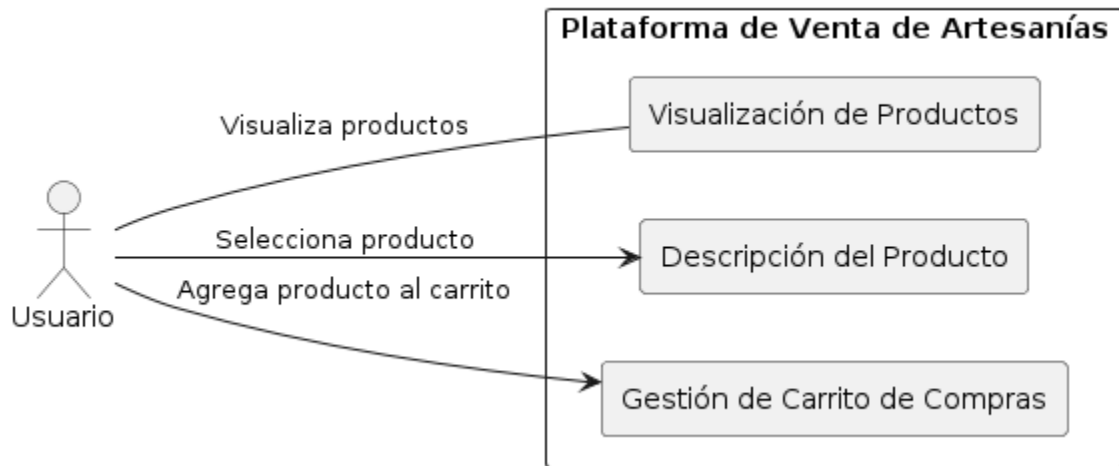 Plataforma de Venta de Artesanías
Visualiza productos
Visualización de Productos
Selecciona producto
Descripción del Producto
Agrega producto al carrito
Usuario
Gestión de Carrito de Compras